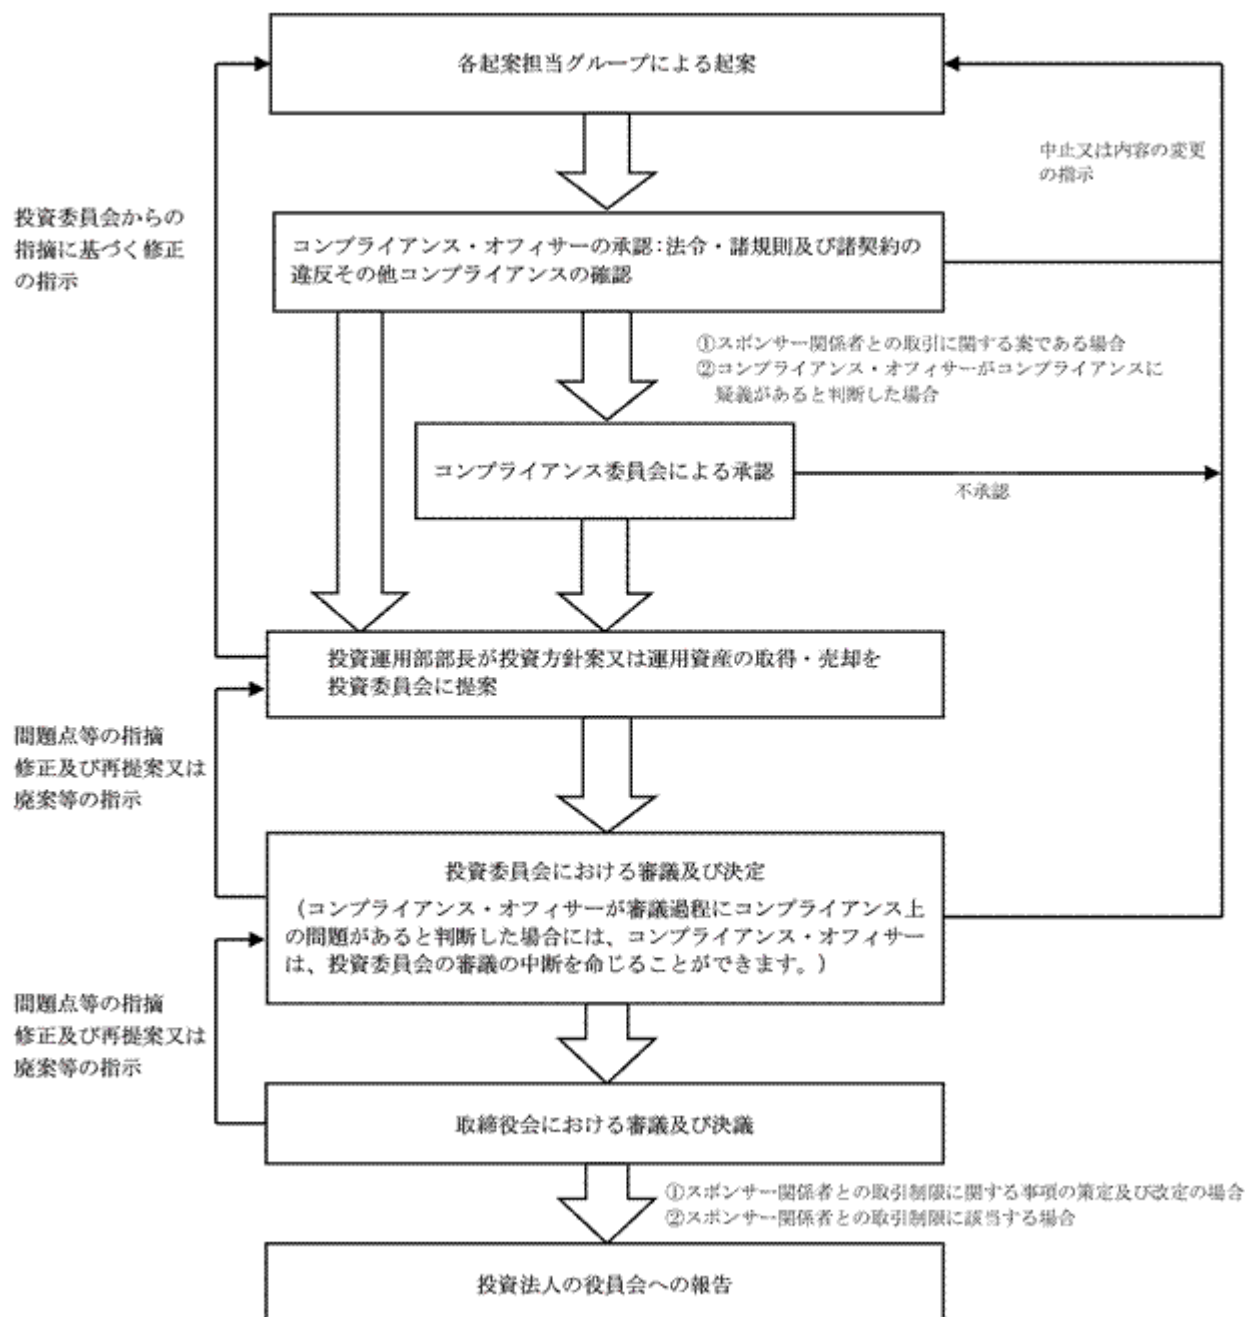 各起案担当グループによる起案
中止又は内容の変更
の指示
投資委員会からの
指摘に基づく修正
の指示
コンプライアンス・オフィサーの承認：法令・諸規則及び諸契約の
違反その他コンプライアンスの確認
①スポンサー関係者との取引に関する案である場合
②コンプライアンス・オフィサーがコンプライアンスに
疑義があると判断した場合
コンプライアンス委員会による承認
不承認
投資運用部部長が投資方針案又は運用資産の取得・売却を
投資委員会に提案
問題点等の指摘
修正及び再提案又は
廃案等の指示
投資委員会における審議及び決定
（コンプライアンス・オフィサーが審議過程にコンプライアンス上
の問題があると判断した場合には、コンプライアンス・オフィサー
は、投資委員会の審議の中断を命じることができます。）
問題点等の指摘
修正及び再提案又は
廃案等の指示
取締役会における審議及び決議
①スポンサー関係者との取引制限に関する事項の策定及び改定の場合
②スポンサー関係者との取引制限に該当する場合
投資法人の役員会への報告